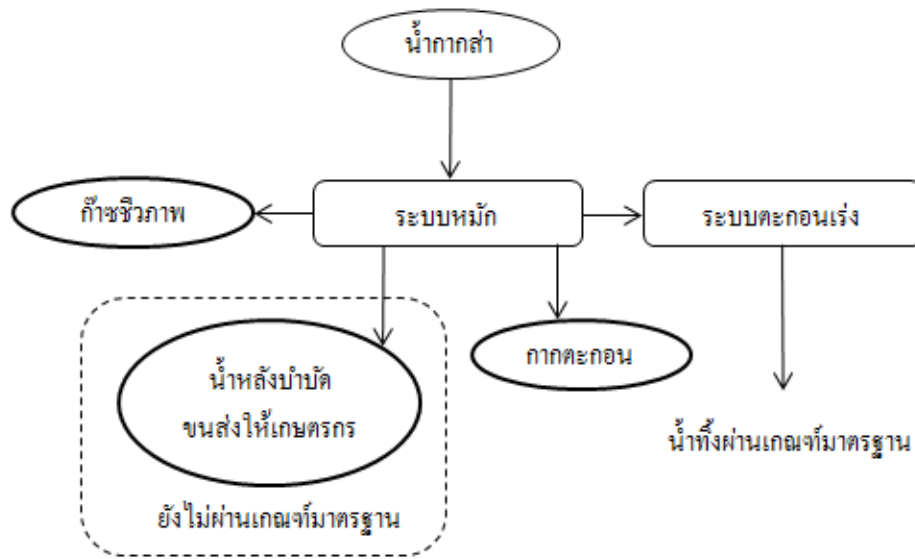 น้ำกากส่า
ก๊าซชีวภาพ
ระบบหมัก
ระบบตะกอนเร่ง
น้ำหลังบำบัด
ขนส่งให้เกษตรกร
กากตะกอน
น้ำทิ้งผ่านเกณฑ์มาตรฐาน
ยังไม่ผ่านเกณฑ์มาตรฐาน